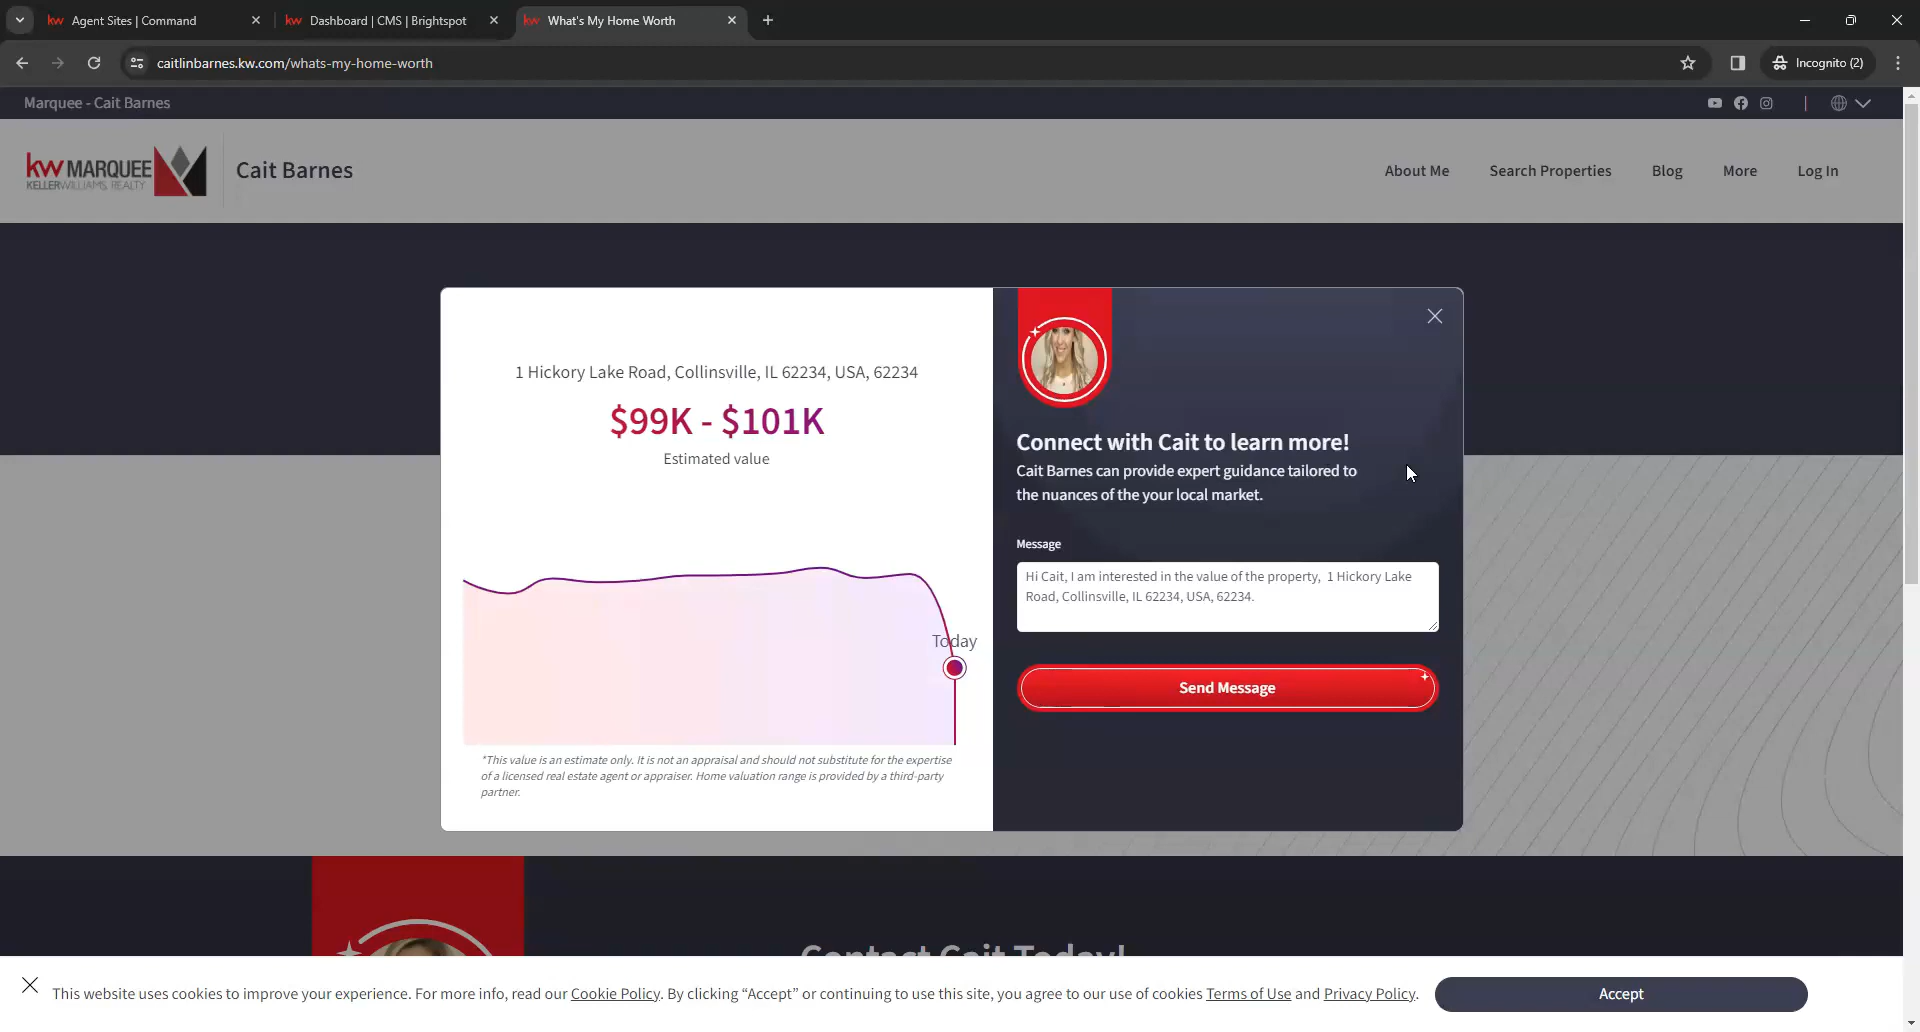 Agent Sites | Command
Dashboard | CMS | Brightspot
What's My Home Worth
caitlinbarnes.kw.com/whats-my-home-worth
Incognito (2)
Marquee - Cait Barnes
kw MARQUEE
KELLERWILLIAMS. REALTY
Cait Barnes
About Me
Search Properties
Blog
More
Log In
1 Hickory Lake Road, Collinsville, IL 62234, USA, 62234
$99K - $101K
Estimated value
Today
*This value is an estimate only. It is not an appraisal and should not substitute for the expertise
of a licensed real estate agent or appraiser. Home valuation range is provided by a third-party
partner.
Connect with Cait to learn more!
Cait Barnes can provide expert guidance tailored to
the nuances of the your local market.
Message
Hi Cait, I am interested in the value of the property, 1 Hickory Lake
Road, Collinsville, IL 62234, USA, 62234.
Send Message
Contact Cait Today!
This website uses cookies to improve your experience. For more info, read our Cookie Policy. By clicking “Accept” or continuing to use this site, you agree to our use of cookies Terms of Use and Privacy Policy.
Accept